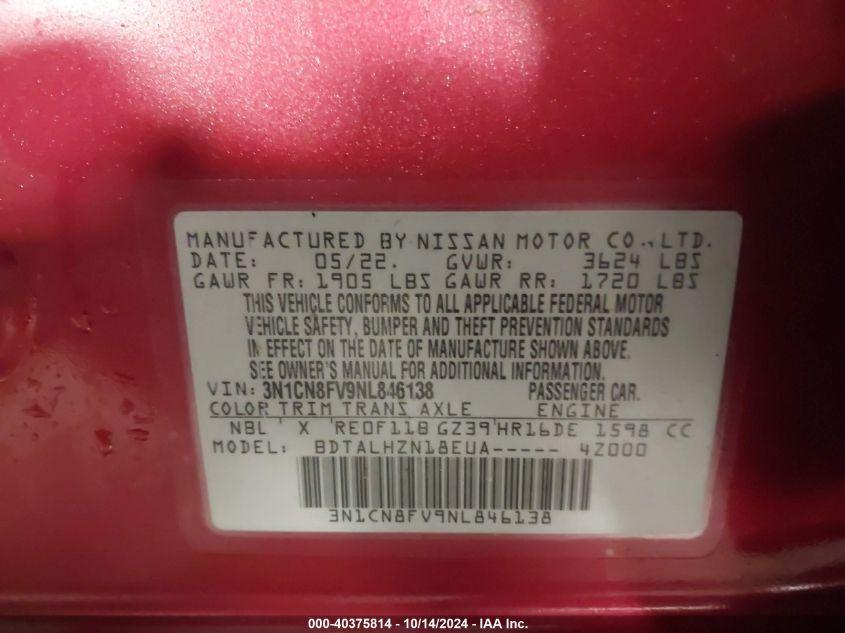 MANUFACTURED BY NISSAN MOTOR CO., LTD.
DATE: 05/22. GVWR: 3624 LBS
GAWR FR: 1905 LBS GAWR RR: 1720 LBS
THIS VEHICLE CONFORMS TO ALL APPLICABLE FEDERAL MOTOR
VEHICLE SAFETY, BUMPER AND THEFT PREVENTION STANDARDS
IN EFFECT ON THE DATE OF MANUFACTURE SHOWN ABOVE.
SEE OWNER'S MANUAL FOR ADDITIONAL INFORMATION.
VIN: 3N1CN8FV9NL846138 PASSENGER CAR.
COLOR TRIM TRANS AXLE ENGINE
NBL X RE0F11B GZ39 HR16DE 1598 CC
MODEL: BDTALHZN18EUA----- 4Z000
3N1CN8FV9NL846138
000-40375814 - 10/14/2024 - IAA Inc.